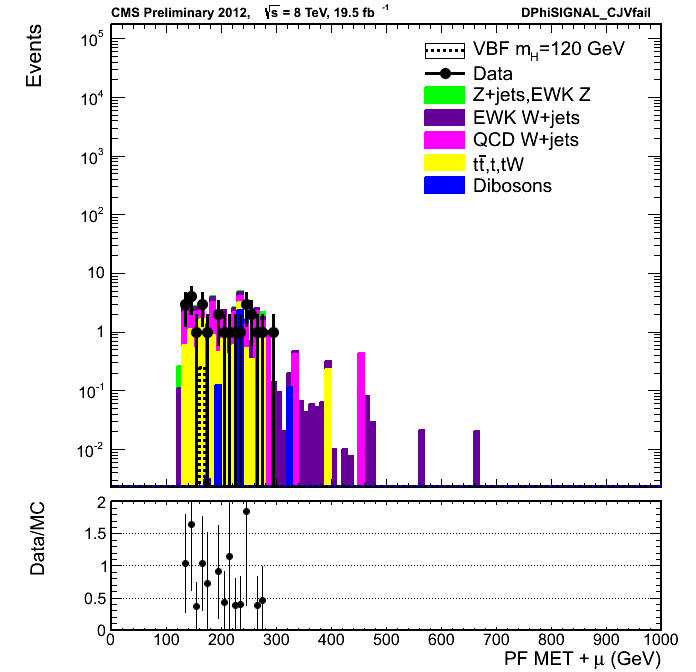 CMS Preliminary 2012, √s = 8 TeV, 19.5 fb⁻¹ DPhiSIGNAL_CJVfail
Events
10⁵
10⁴
10³
10²
10
1
10⁻¹
10⁻²
VBF m_H=120 GeV
Data
Z+jets,EWK Z
EWK W+jets
QCD W+jets
tt̄,t,tW
Dibosons
Data/MC
2
1.5
1
0.5
0
0 100 200 300 400 500 600 700 800 900 1000
PF MET + μ (GeV)